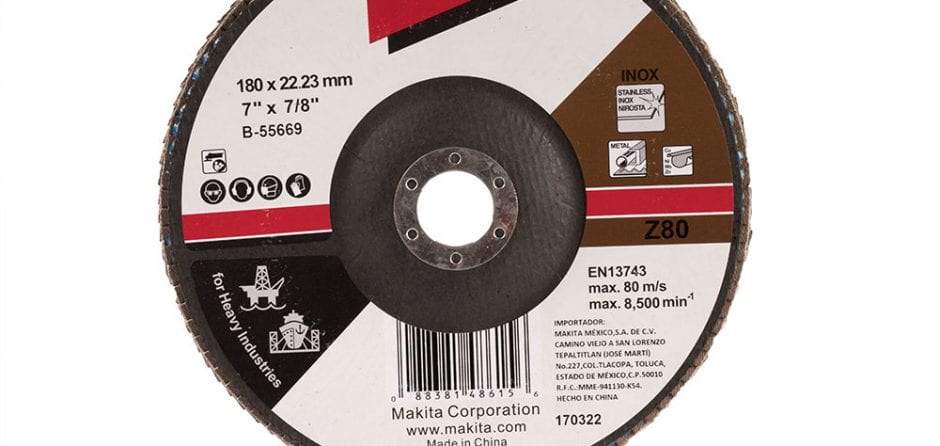 180 x 22.23 mm
7" x 7/8"
B-55669
INOX
STAINLESS
INOX
NIROSTA
METAL
Z80
for Heavy Industries
EN13743
max. 80 m/s
max. 8,500 min-1
IMPORTADOR:
MAKITA MÉXICO,S.A. DE C.V.
CAMINO VIEJO A SAN LORENZO
TEPALTITLAN (JOSÉ MARTÍ)
No.227,COL.TLACOPA, TOLUCA,
ESTADO DE MÉXICO,C.P.50010
R.F.C.:MME-941130-K54.
HECHO EN CHINA
170322
0 88381 48615 6
Makita Corporation
www.makita.com
Made in China